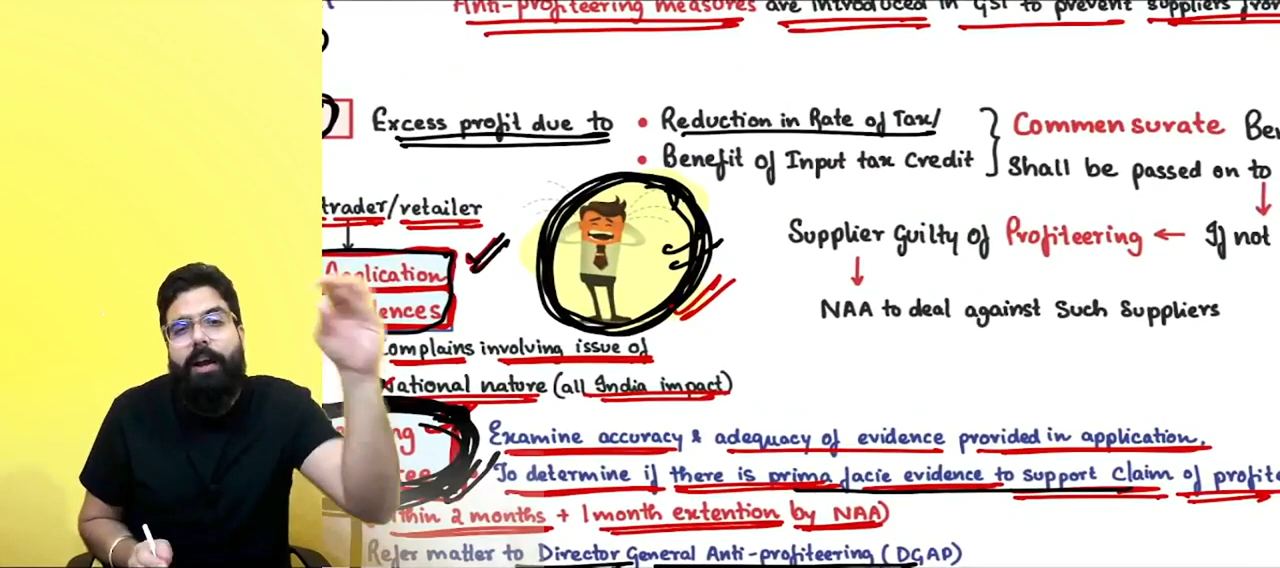 Anti-profiteering measures are introduced in GST to prevent suppliers from
Excess profit due to
• Reduction in Rate of Tax/
• Benefit of Input tax Credit
Commensurate
Shall be passed on to
If not
Supplier guilty of Profiteering ←
NAA to deal against Such Suppliers
trader/retailer
Application
Complains involving issue of
National nature (all India impact)
Examine accuracy & adequacy of evidence provided in application.
To determine if there is prima facie evidence to support Claim of
(Within 2 months + 1 month extention by NAA)
Refer matter to Director General Anti-profiteering (DGAP)